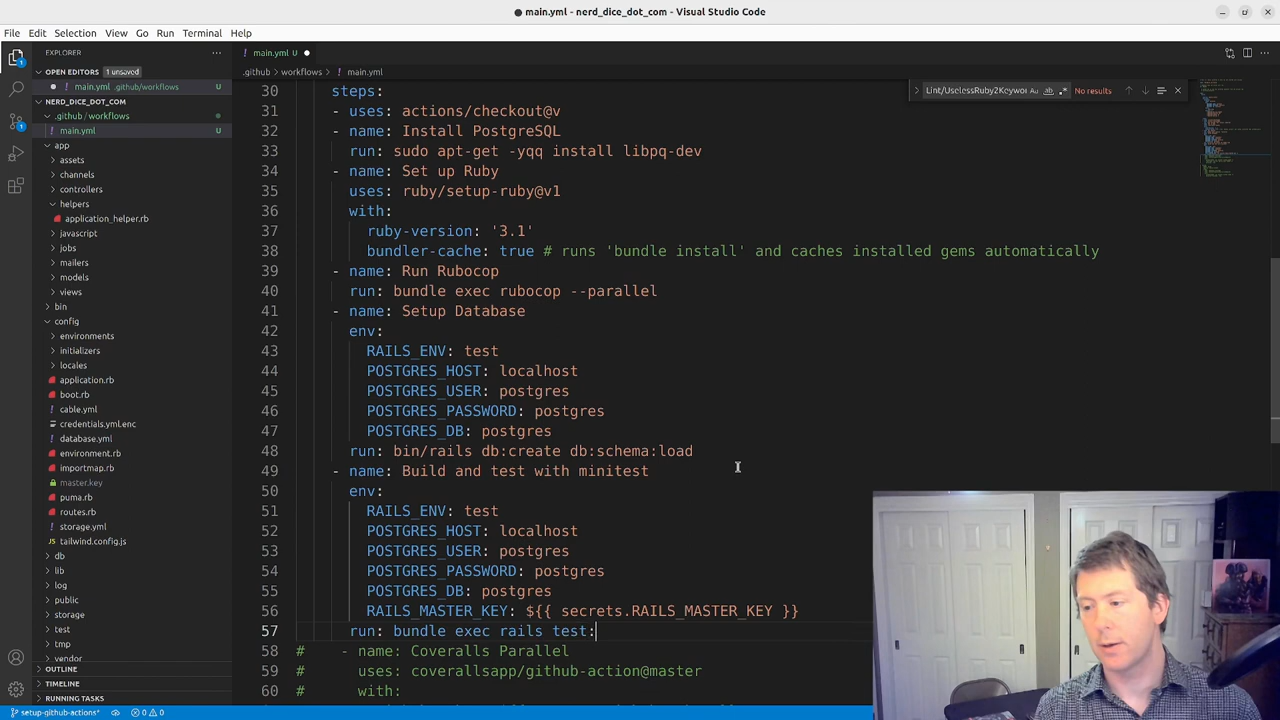 main.yml - nerd_dice_dot_com - Visual Studio Code
File Edit Selection View Go Run Terminal Help
EXPLORER
OPEN EDITORS 1 unsaved
main.yml .github/workflows U
NERD_DICE_DOT_COM
.github/workflows
main.yml U
app
assets
channels
controllers
helpers
application_helper.rb
javascript
jobs
mailers
models
views
bin
config
environments
initializers
locales
application.rb
boot.rb
cable.yml
credentials.yml.enc
database.yml
environment.rb
importmap.rb
master.key
puma.rb
routes.rb
storage.yml
tailwind.config.js
db
lib
log
public
storage
test
tmp
vendor
OUTLINE
TIMELINE
RUNNING TASKS
main.yml U
.github > workflows > main.yml
Lint/UselessRuby2Keywor No results
30 steps:
31 - uses: actions/checkout@v
32 - name: Install PostgreSQL
33 run: sudo apt-get -yqq install libpq-dev
34 - name: Set up Ruby
35 uses: ruby/setup-ruby@v1
36 with:
37 ruby-version: '3.1'
38 bundler-cache: true # runs 'bundle install' and caches installed gems automatically
39 - name: Run Rubocop
40 run: bundle exec rubocop --parallel
41 - name: Setup Database
42 env:
43 RAILS_ENV: test
44 POSTGRES_HOST: localhost
45 POSTGRES_USER: postgres
46 POSTGRES_PASSWORD: postgres
47 POSTGRES_DB: postgres
48 run: bin/rails db:create db:schema:load
49 - name: Build and test with minitest
50 env:
51 RAILS_ENV: test
52 POSTGRES_HOST: localhost
53 POSTGRES_USER: postgres
54 POSTGRES_PASSWORD: postgres
55 POSTGRES_DB: postgres
56 RAILS_MASTER_KEY: ${{ secrets.RAILS_MASTER_KEY }}
57 run: bundle exec rails test:
58 # - name: Coveralls Parallel
59 # uses: coverallsapp/github-action@master
60 # with:
setup-github-actions* 0 0